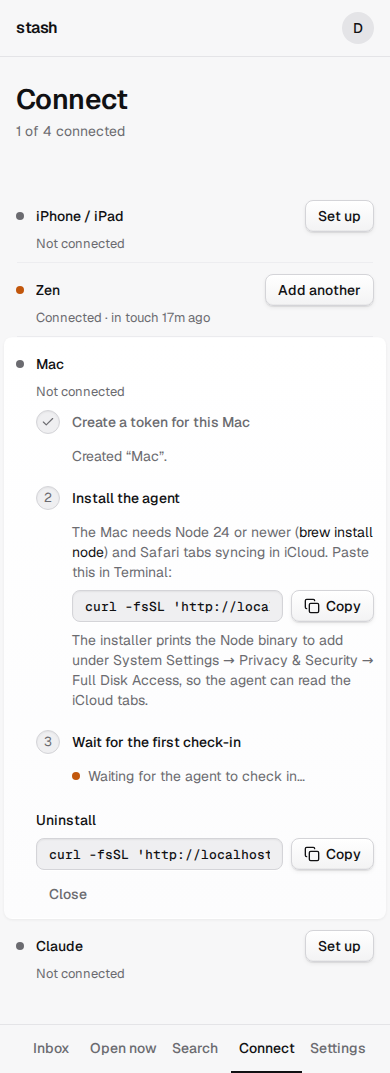 stash
D
Connect
1 of 4 connected
iPhone / iPad
Set up
Not connected
Zen
Add another
Connected · in touch 17m ago
Mac
Not connected
Create a token for this Mac
Created “Mac”.
2
Install the agent
The Mac needs Node 24 or newer (brew install
node) and Safari tabs syncing in iCloud. Paste
this in Terminal:
curl -fsSL 'http://loca
Copy
The installer prints the Node binary to add
under System Settings → Privacy & Security →
Full Disk Access, so the agent can read the
iCloud tabs.
3
Wait for the first check-in
Waiting for the agent to check in…
Uninstall
curl -fsSL 'http://localhost
Copy
Close
Claude
Set up
Not connected
Inbox
Open now
Search
Connect
Settings